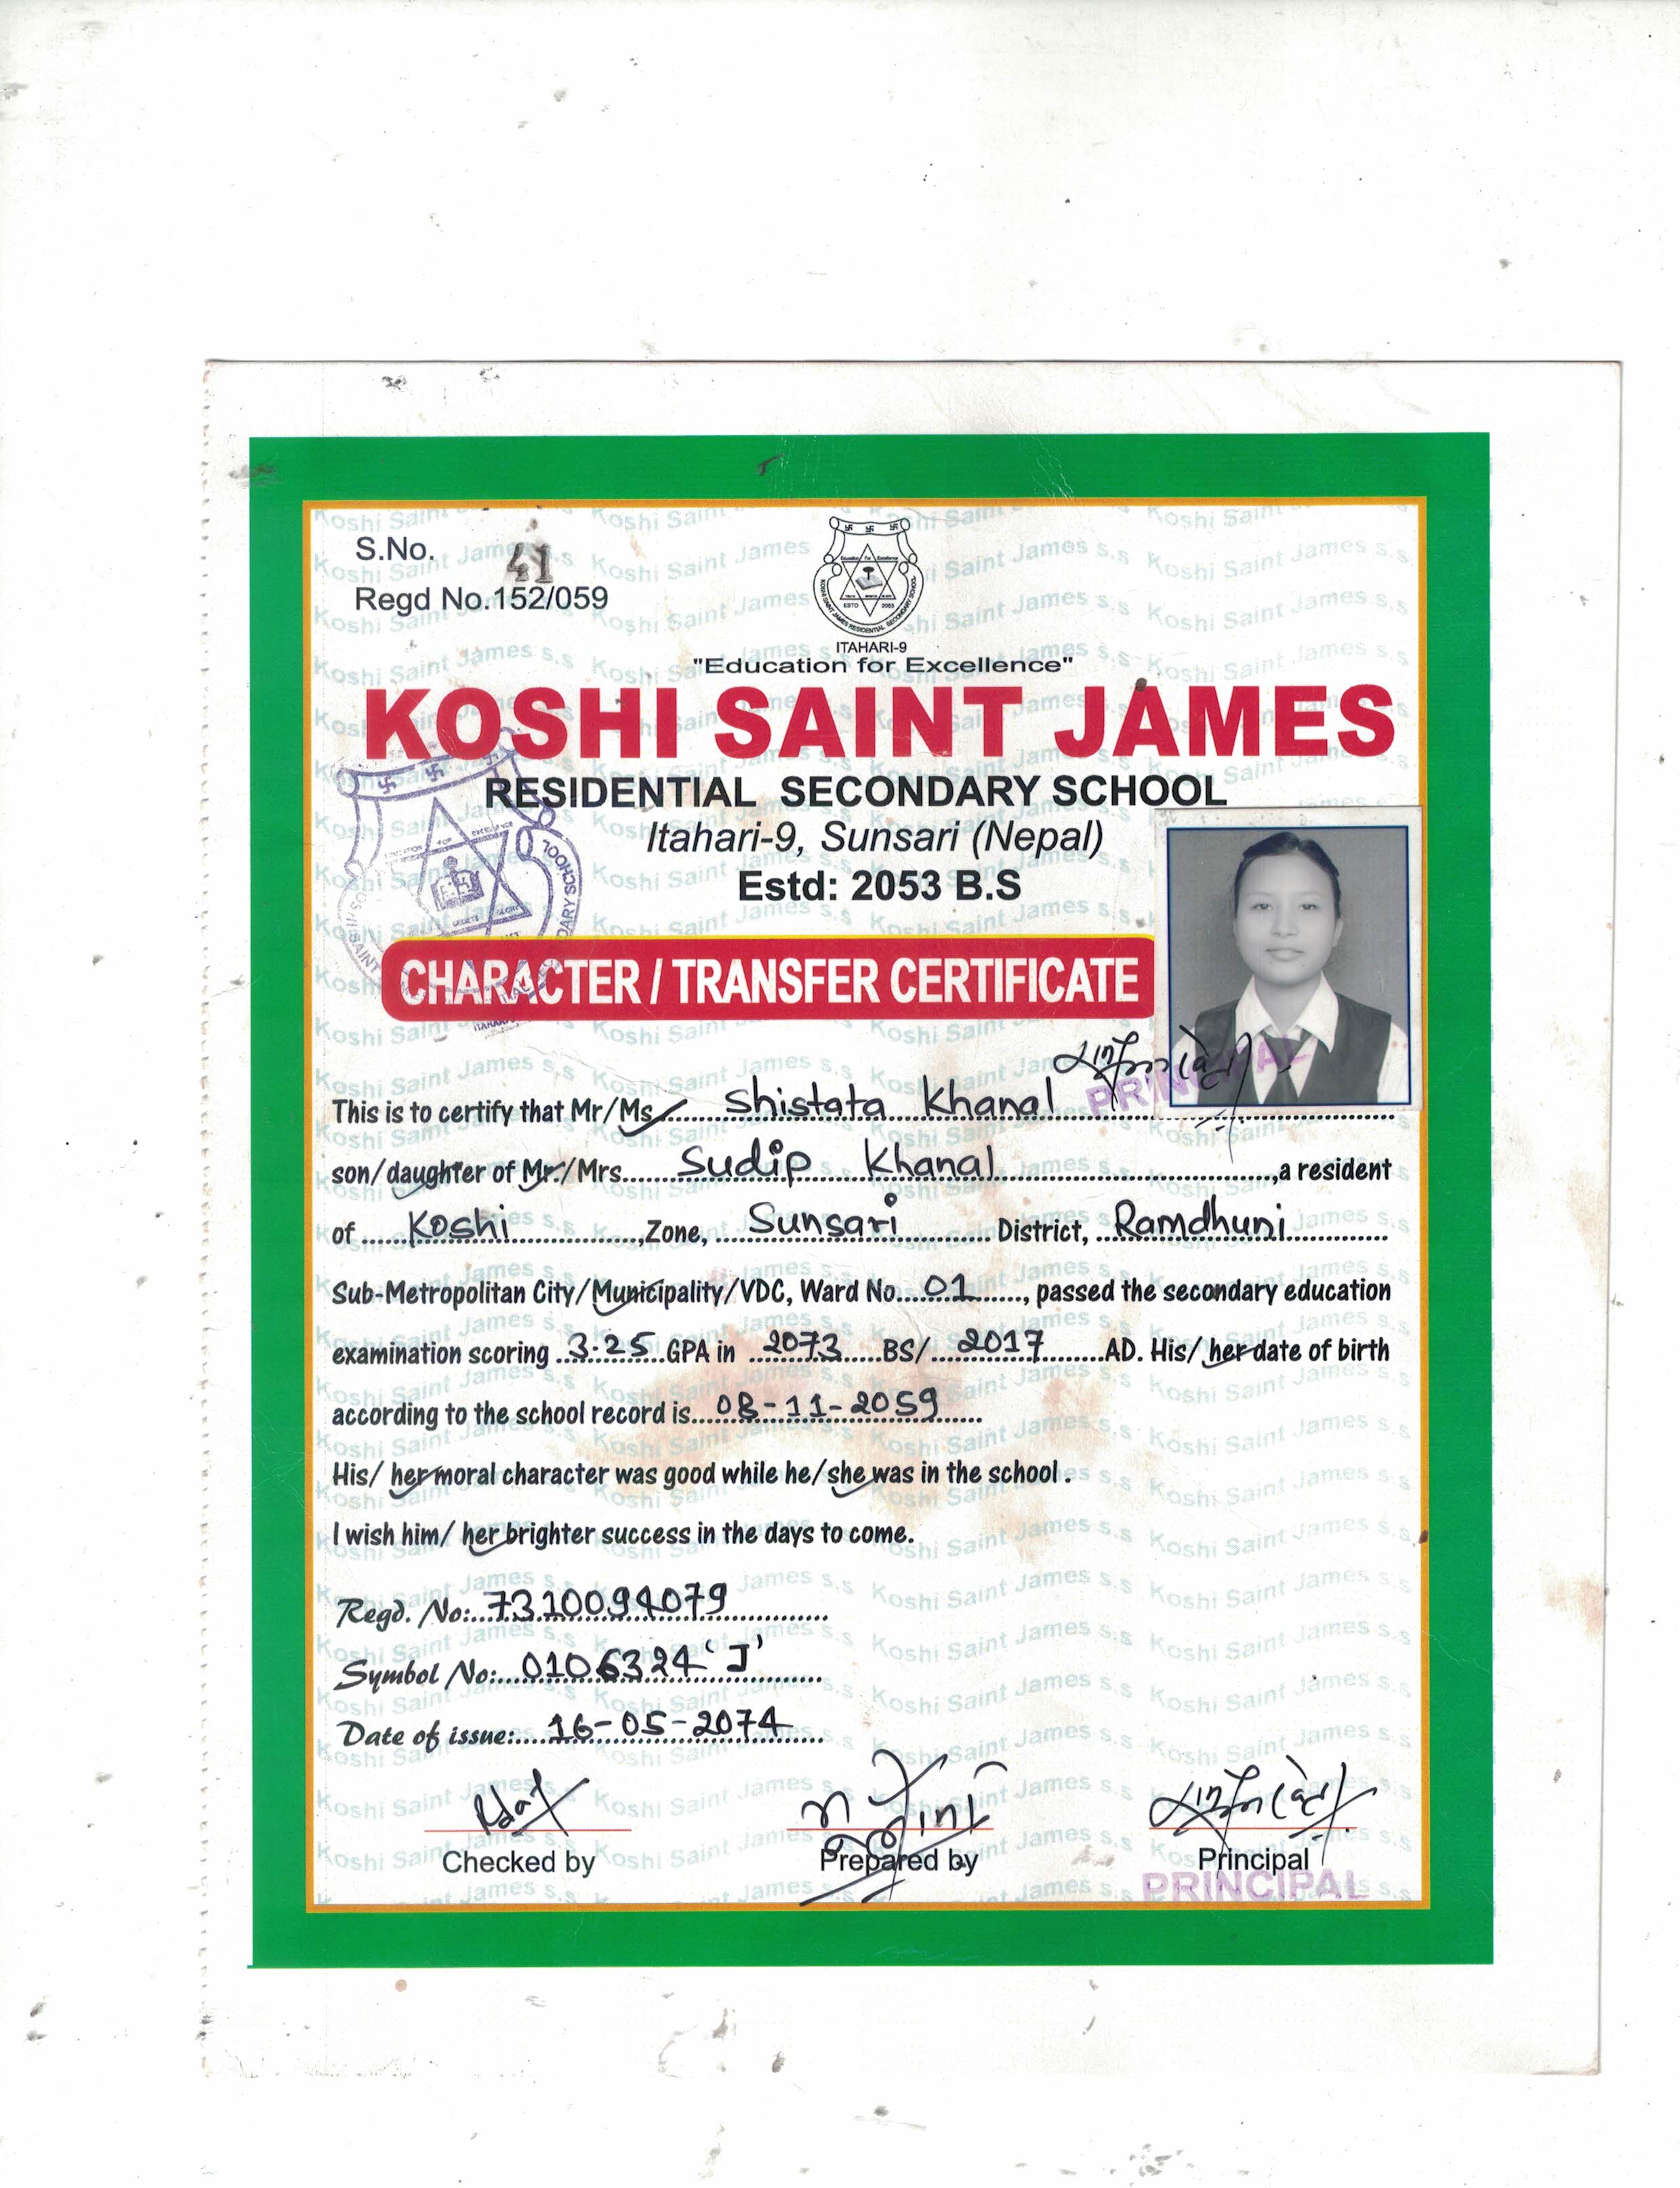 S.No. 41
Regd No.152/059
ITAHARI-9
"Education for Excellence"
KOSHI SAINT JAMES
RESIDENTIAL SECONDARY SCHOOL
Itahari-9, Sunsari (Nepal)
Estd: 2053 B.S
CHARACTER / TRANSFER CERTIFICATE
PRINCIPAL
This is to certify that Mr/Ms Shistata Khanal
son/daughter of Mr./Mrs. Sudip Khanal, a resident
of Koshi, Zone, Sunsari District, Ramdhuni
Sub-Metropolitan City/Municipality/VDC, Ward No. 01, passed the secondary education
examination scoring 3.25 GPA in 2073 BS/ 2017 AD. His/ her date of birth
according to the school record is 08-11-2059
His/ her moral character was good while he/she was in the school.
I wish him/ her brighter success in the days to come.
Regd. No: 7310094079
Symbol No: 0106324 'J'
Date of issue: 16-05-2074
Checked by Prepared by Principal
PRINCIPAL